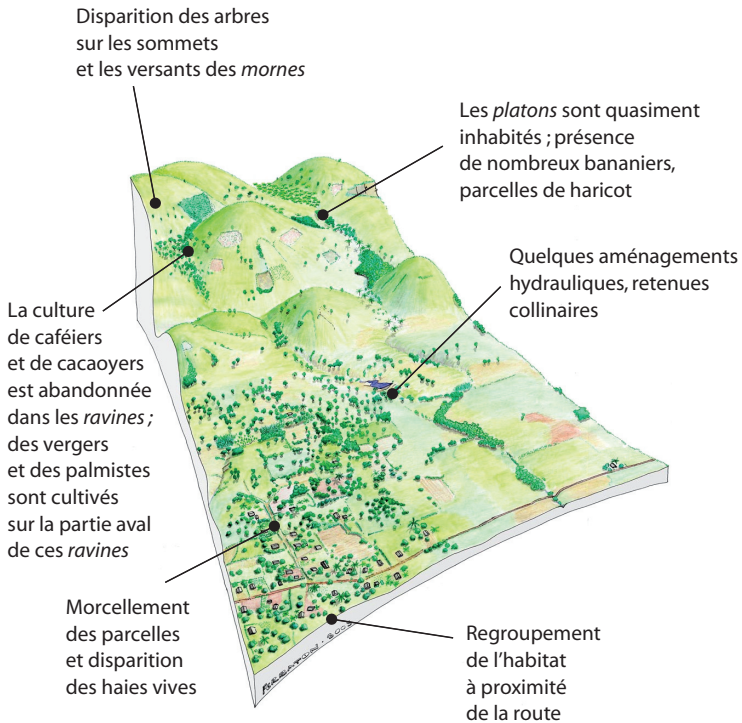 Disparition des arbres
sur les sommets
et les versants des mornes
Les platons sont quasiment
inhabités ; présence
de nombreux bananiers,
parcelles de haricot
Quelques aménagements
hydrauliques, retenues
collinaires
La culture
de caféiers
et de cacaoyers
est abandonnée
dans les ravines ;
des vergers
et des palmistes
sont cultivés
sur la partie aval
de ces ravines
Morcellement
des parcelles
et disparition
des haies vives
Regroupement
de l'habitat
à proximité
de la route